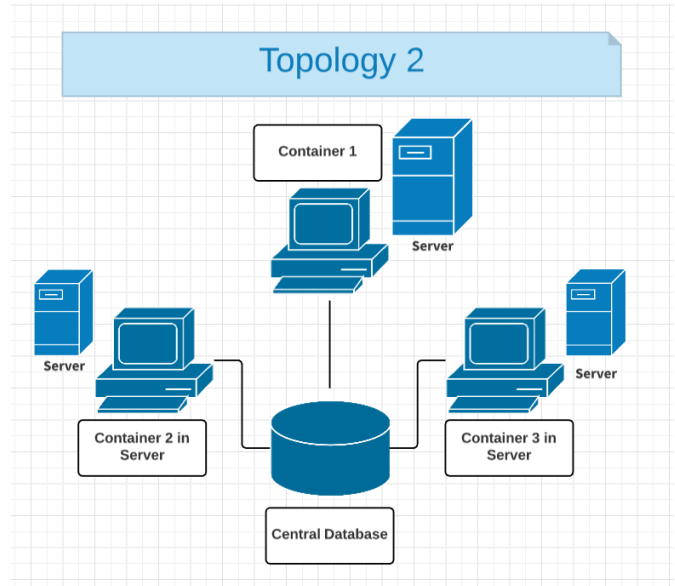 Topology 2
Container 1
Server
Server
Server
Container 2 in
Server
Container 3 in
Server
Central Database